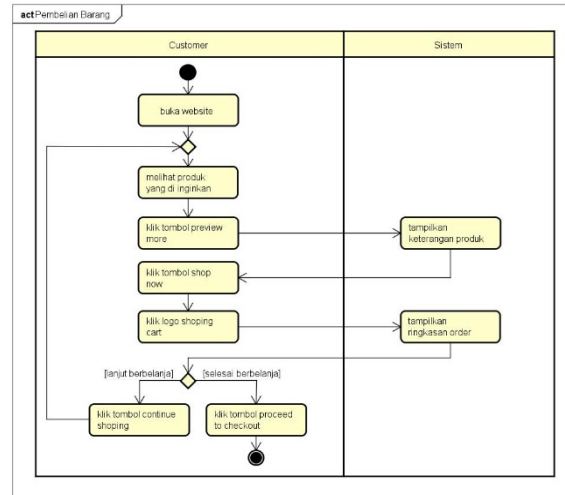 act Pembelian Barang
Customer
Sistem
buka website
melihat produk
yang di inginkan
klik tombol preview
more
tampilkan
keterangan produk
klik tombol shop
now
klik logo shoping
cart
tampilkan
ringkasan order
[lanjut berbelanja]
[selesai berbelanja]
klik tombol continue
shoping
klik tombol proceed
to checkout